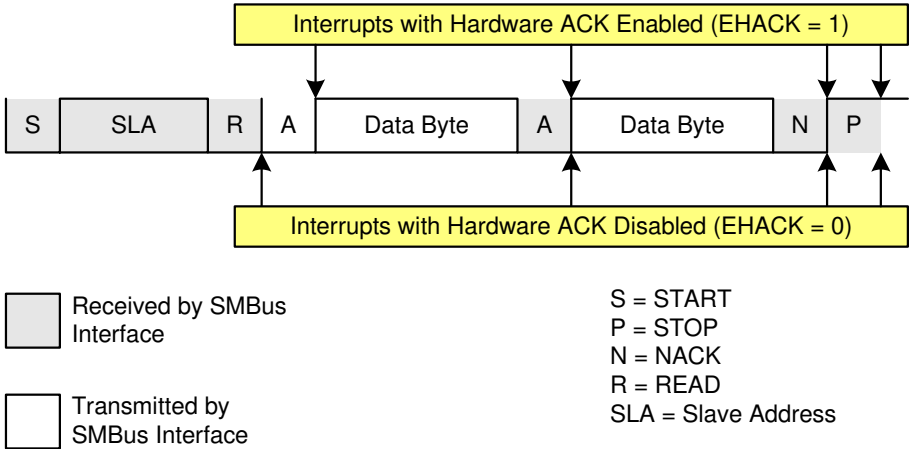 Interrupts with Hardware ACK Enabled (EHACK = 1)
S SLA R A Data Byte A Data Byte N P
Interrupts with Hardware ACK Disabled (EHACK = 0)
Received by SMBus
Interface
Transmitted by
SMBus Interface
S = START
P = STOP
N = NACK
R = READ
SLA = Slave Address